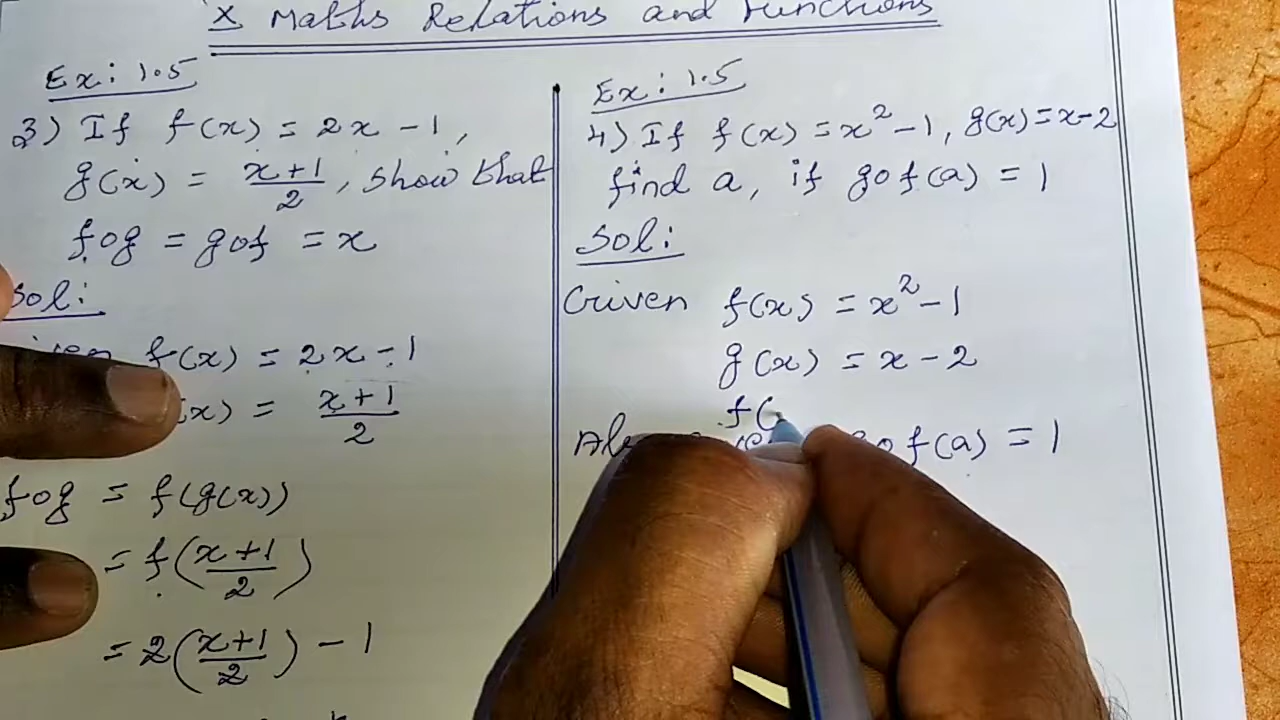 X Maths Relations and Functions
Ex: 1.5
3) If f(x) = 2x - 1,
g(x) = x+1/2, show that
fog = gof = x
Sol:
f(x) = 2x - 1
(x) = x+1/2
fog = f(g(x))
= f(x+1/2)
= 2(x+1/2) - 1
Ex: 1.5
4) If f(x) = x² - 1, g(x) = x - 2
find a, if gof(a) = 1
Sol:
Given f(x) = x² - 1
g(x) = x - 2
f(
gof(a) = 1